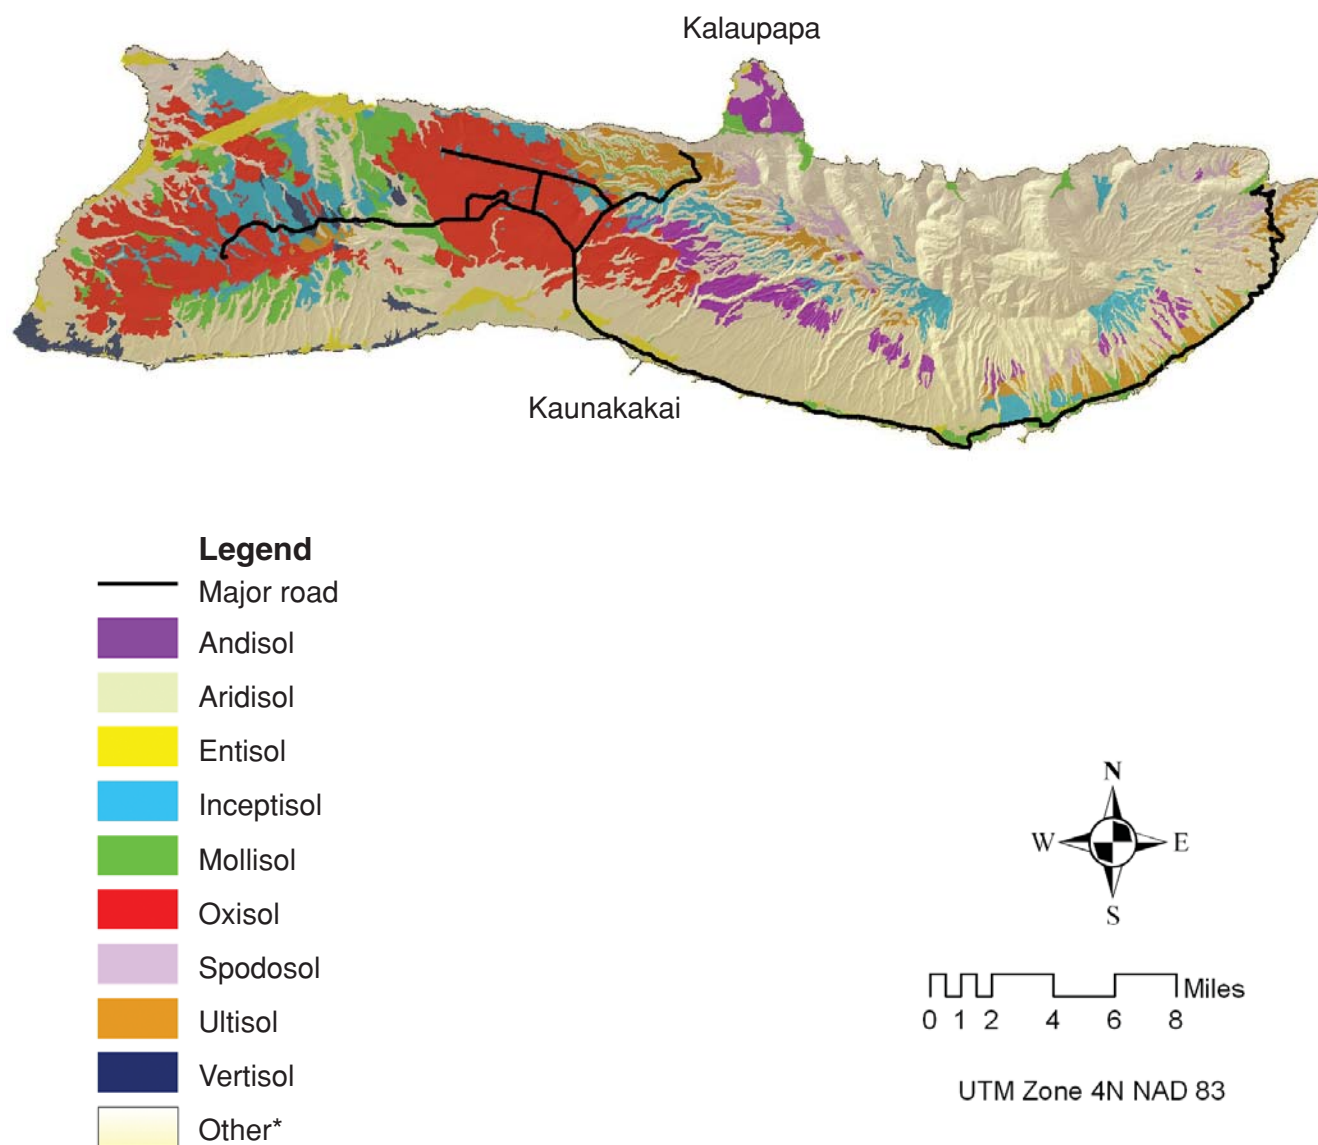 Kalaupapa
Kaunakakai
Legend
Major road
Andisol
Aridisol
Entisol
Inceptisol
Mollisol
Oxisol
Spodosol
Ultisol
Vertisol
Other*
N
W E
S
Miles
0 1 2 4 6 8
UTM Zone 4N NAD 83